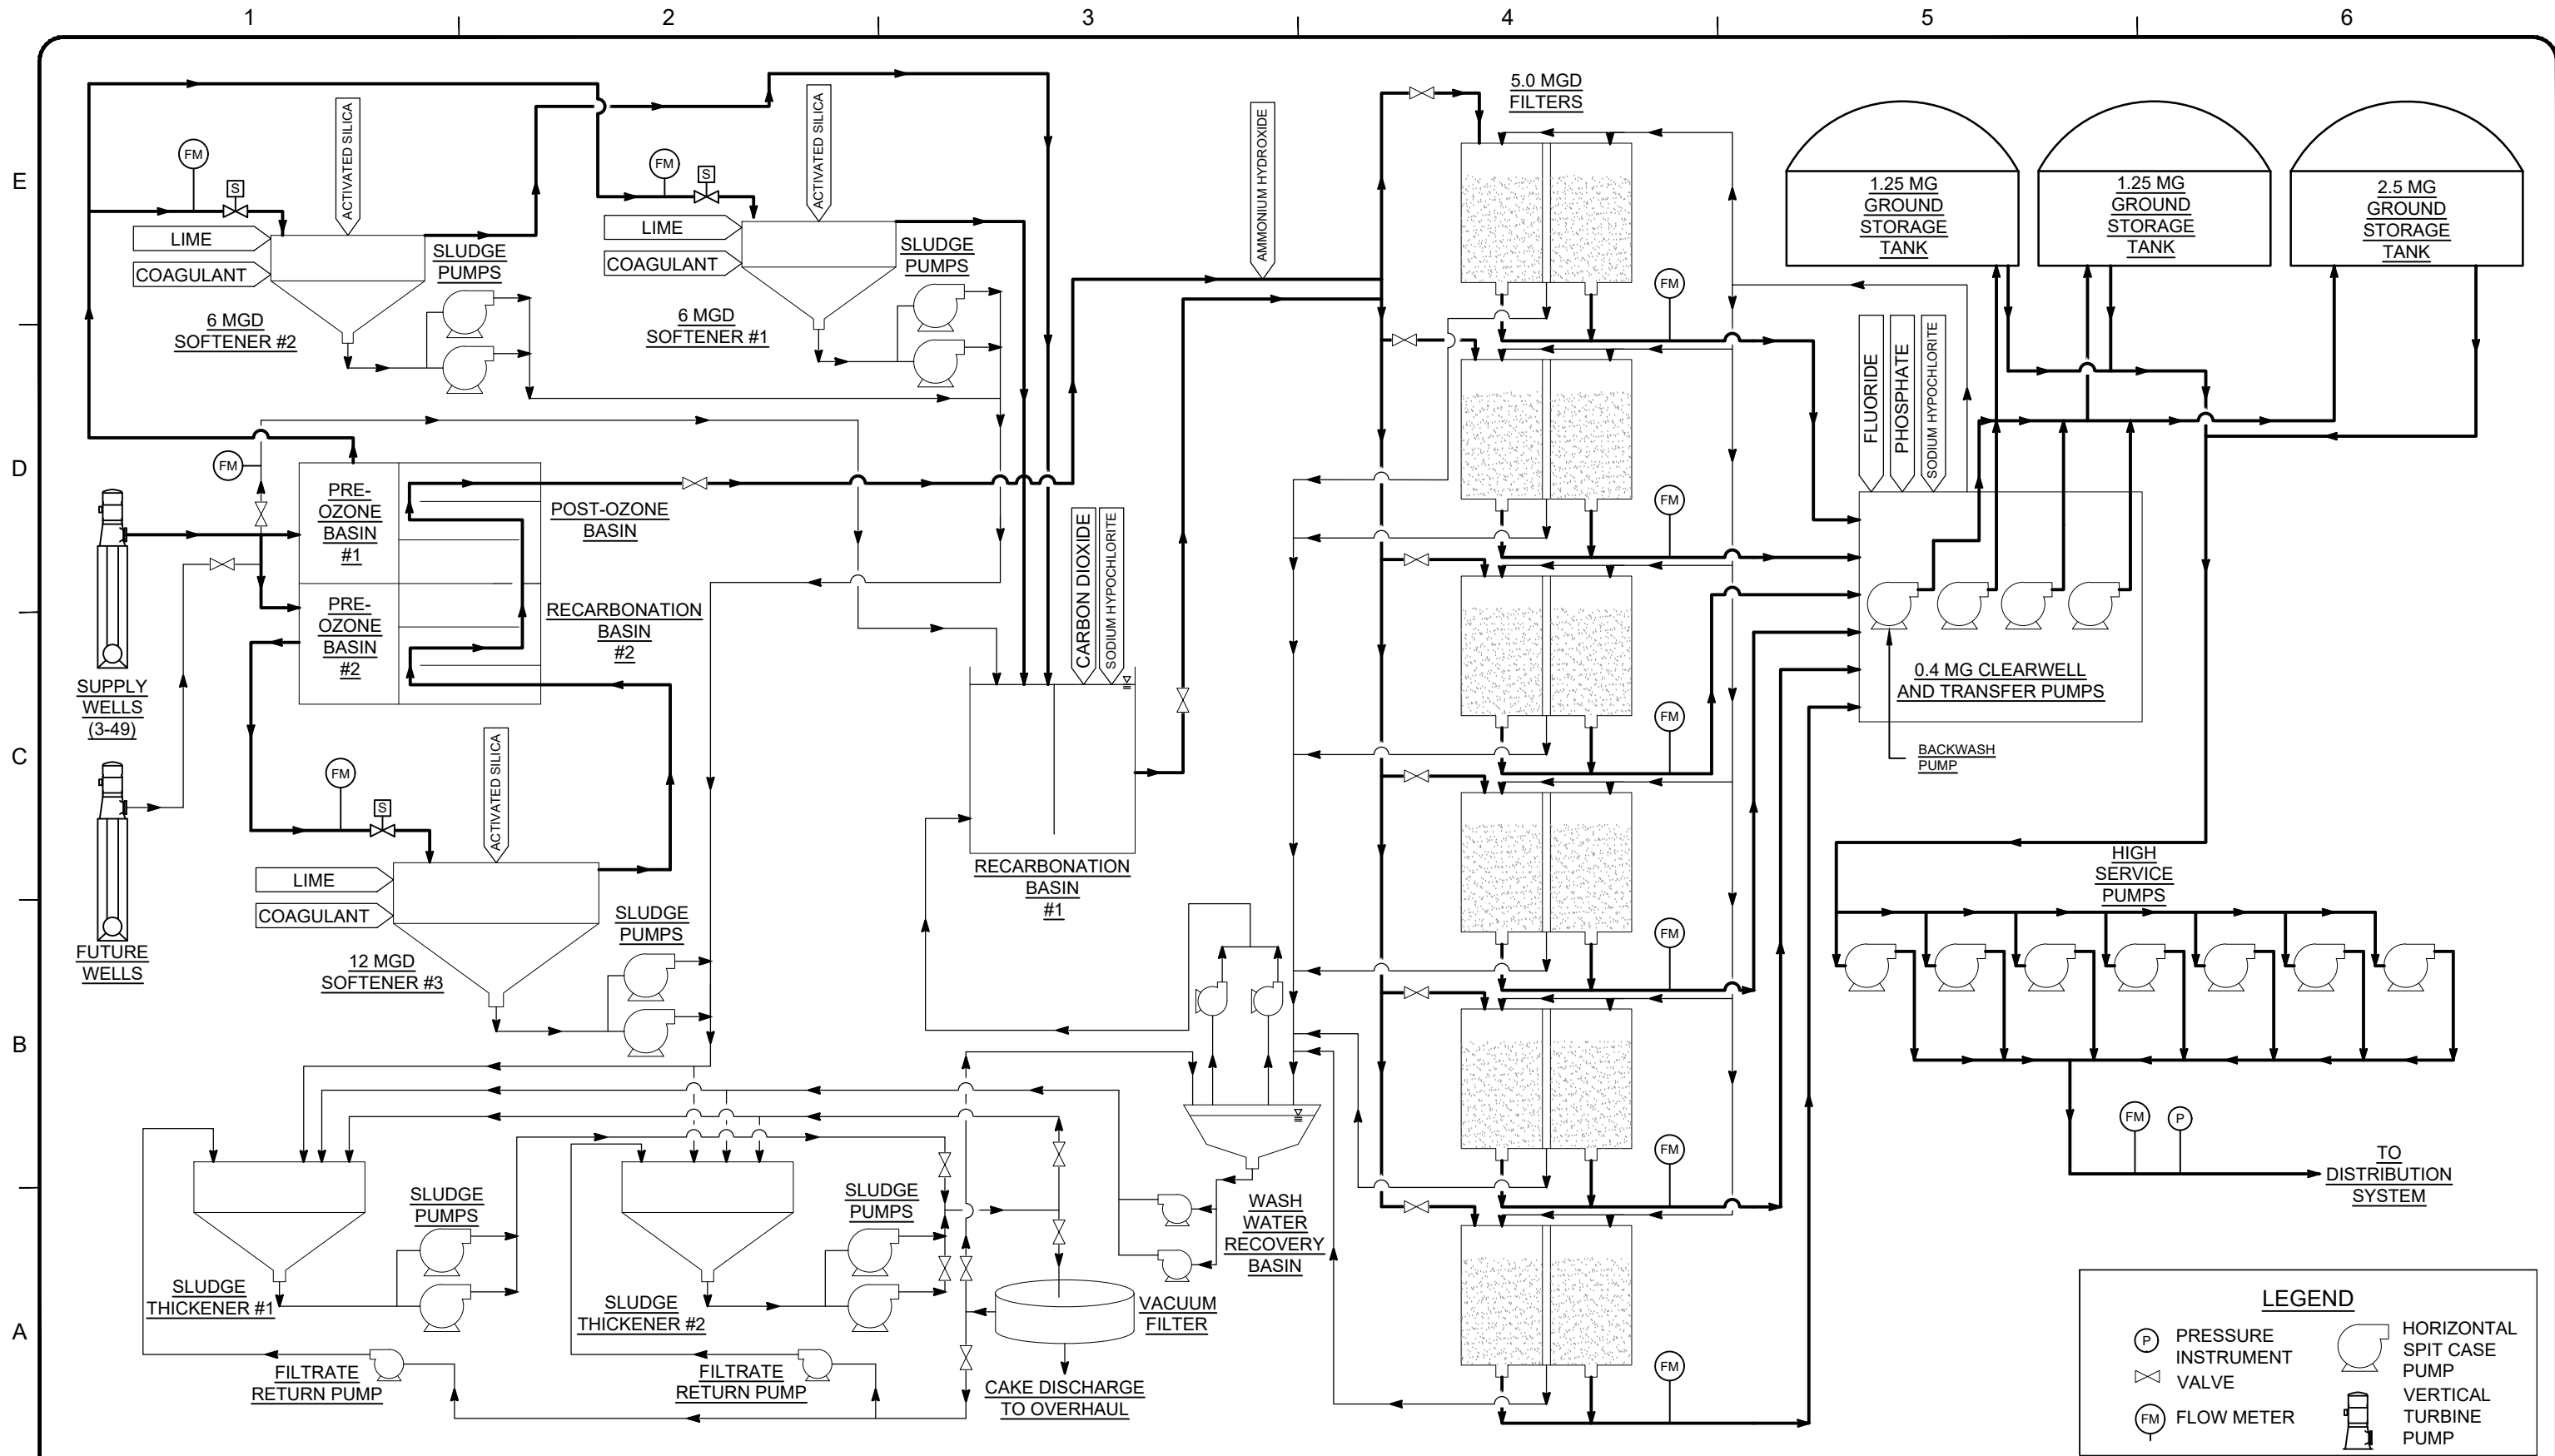 1
2
3
4
5
6
E
D
C
B
A
FM
S
ACTIVATED SILICA
LIME
COAGULANT
SLUDGE
PUMPS
6 MGD
SOFTENER #2
FM
S
ACTIVATED SILICA
LIME
COAGULANT
SLUDGE
PUMPS
6 MGD
SOFTENER #1
AMMONIUM HYDROXIDE
5.0 MGD
FILTERS
FM
FM
FM
FM
FM
FM
1.25 MG
GROUND
STORAGE
TANK
1.25 MG
GROUND
STORAGE
TANK
2.5 MG
GROUND
STORAGE
TANK
FLUORIDE
PHOSPHATE
SODIUM HYPOCHLORITE
FM
PRE-
OZONE
BASIN
#1
PRE-
OZONE
BASIN
#2
POST-OZONE
BASIN
RECARBONATION
BASIN
#2
SUPPLY
WELLS
(3-49)
FUTURE
WELLS
CARBON DIOXIDE
SODIUM HYPOCHLORITE
RECARBONATION
BASIN
#1
0.4 MG CLEARWELL
AND TRANSFER PUMPS
BACKWASH
PUMP
FM
S
ACTIVATED SILICA
LIME
COAGULANT
SLUDGE
PUMPS
12 MGD
SOFTENER #3
HIGH
SERVICE
PUMPS
FM
P
TO
DISTRIBUTION
SYSTEM
SLUDGE
PUMPS
SLUDGE
THICKENER #1
FILTRATE
RETURN PUMP
SLUDGE
PUMPS
SLUDGE
THICKENER #2
FILTRATE
RETURN PUMP
VACUUM
FILTER
CAKE DISCHARGE
TO OVERHAUL
WASH
WATER
RECOVERY
BASIN
LEGEND
P PRESSURE
INSTRUMENT
VALVE
FM FLOW METER
HORIZONTAL
SPIT CASE
PUMP
VERTICAL
TURBINE
PUMP